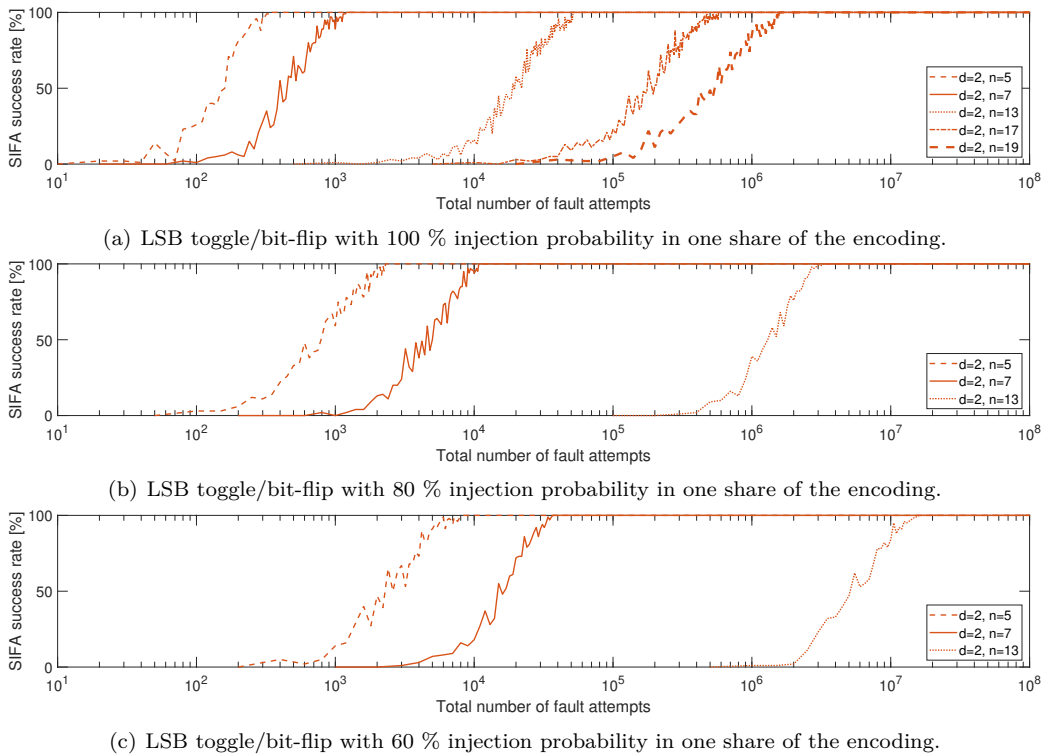 SIFA success rate [%]
100
50
0
d=2, n=5
d=2, n=7
d=2, n=13
d=2, n=17
d=2, n=19
10^1 10^2 10^3 10^4 10^5 10^6 10^7 10^8
Total number of fault attempts
(a) LSB toggle/bit-flip with 100 % injection probability in one share of the encoding.
SIFA success rate [%]
100
50
0
d=2, n=5
d=2, n=7
d=2, n=13
10^1 10^2 10^3 10^4 10^5 10^6 10^7 10^8
Total number of fault attempts
(b) LSB toggle/bit-flip with 80 % injection probability in one share of the encoding.
SIFA success rate [%]
100
50
0
d=2, n=5
d=2, n=7
d=2, n=13
10^1 10^2 10^3 10^4 10^5 10^6 10^7 10^8
Total number of fault attempts
(c) LSB toggle/bit-flip with 60 % injection probability in one share of the encoding.